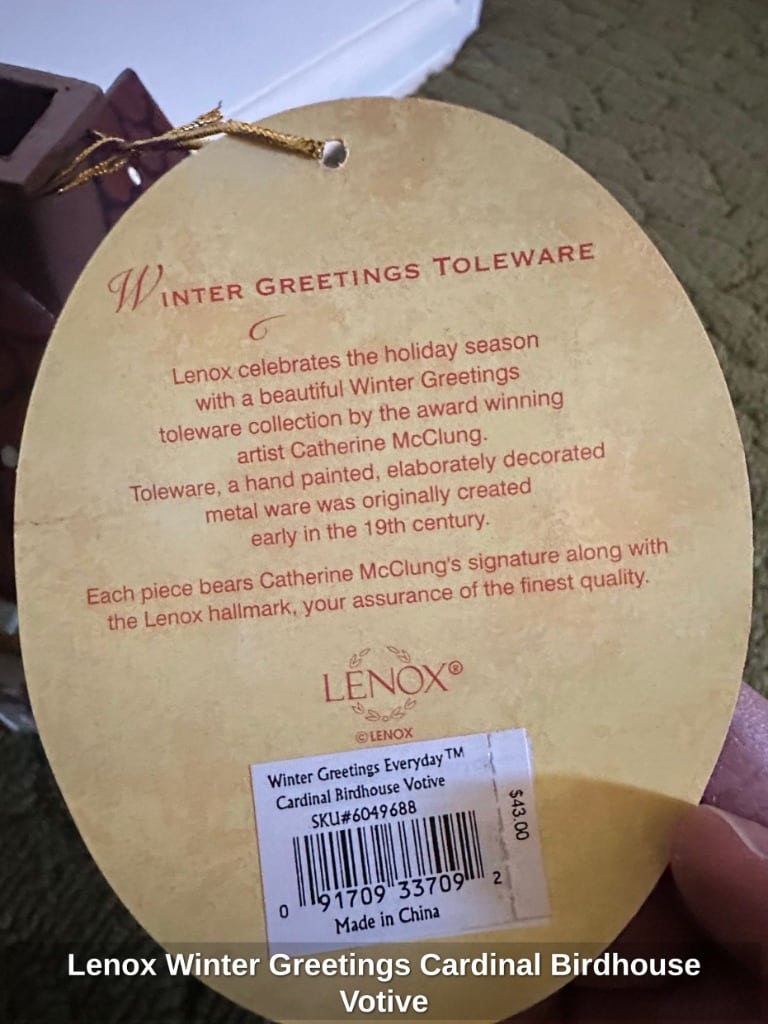 Winter Greetings Toleware
Lenox celebrates the holiday season
with a beautiful Winter Greetings
toleware collection by the award winning
artist Catherine McClung.
Toleware, a hand painted, elaborately decorated
metal ware was originally created
early in the 19th century.
Each piece bears Catherine McClung's signature along with
the Lenox hallmark, your assurance of the finest quality.
LENOX®
©LENOX
Winter Greetings Everyday™
Cardinal Birdhouse Votive
SKU#6049688
$43.00
0 91709 33709 2
Made in China
Lenox Winter Greetings Cardinal Birdhouse
Votive